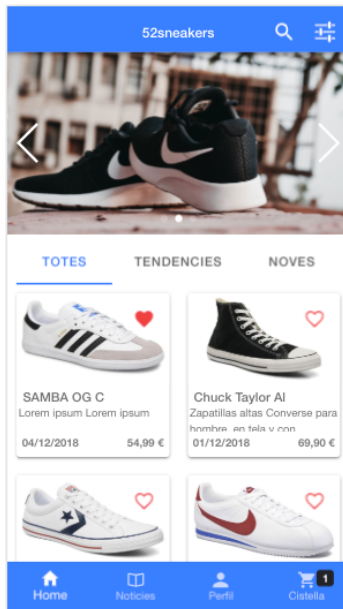 52sneakers
TOTES TENDENCIES NOVES
SAMBA OG C
Lorem ipsum Lorem ipsum
04/12/2018 54,99 €
Chuck Taylor Al
Zapatillas altas Converse para
hombre, en tela y con
01/12/2018 69,90 €
Home Noticies Perfil Cistella 1